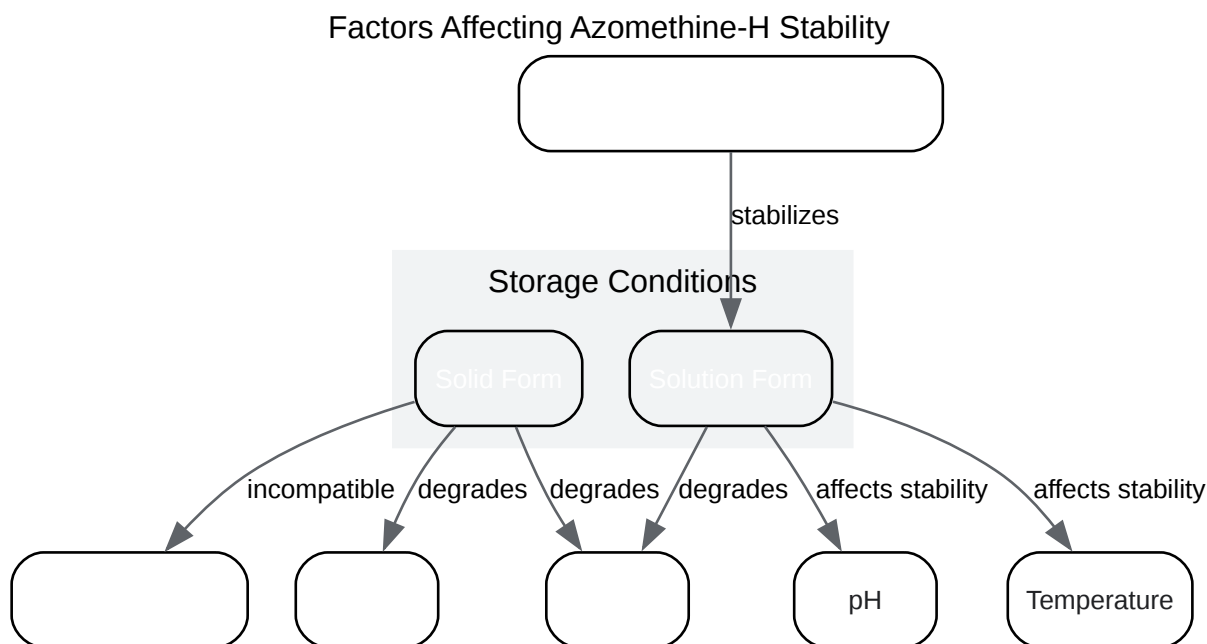 Factors Affecting Azomethine-H Stability
stabilizes
Storage Conditions
Solid Form
Solution Form
incompatible
degrades
degrades
degrades
affects stability
affects stability
pH
Temperature